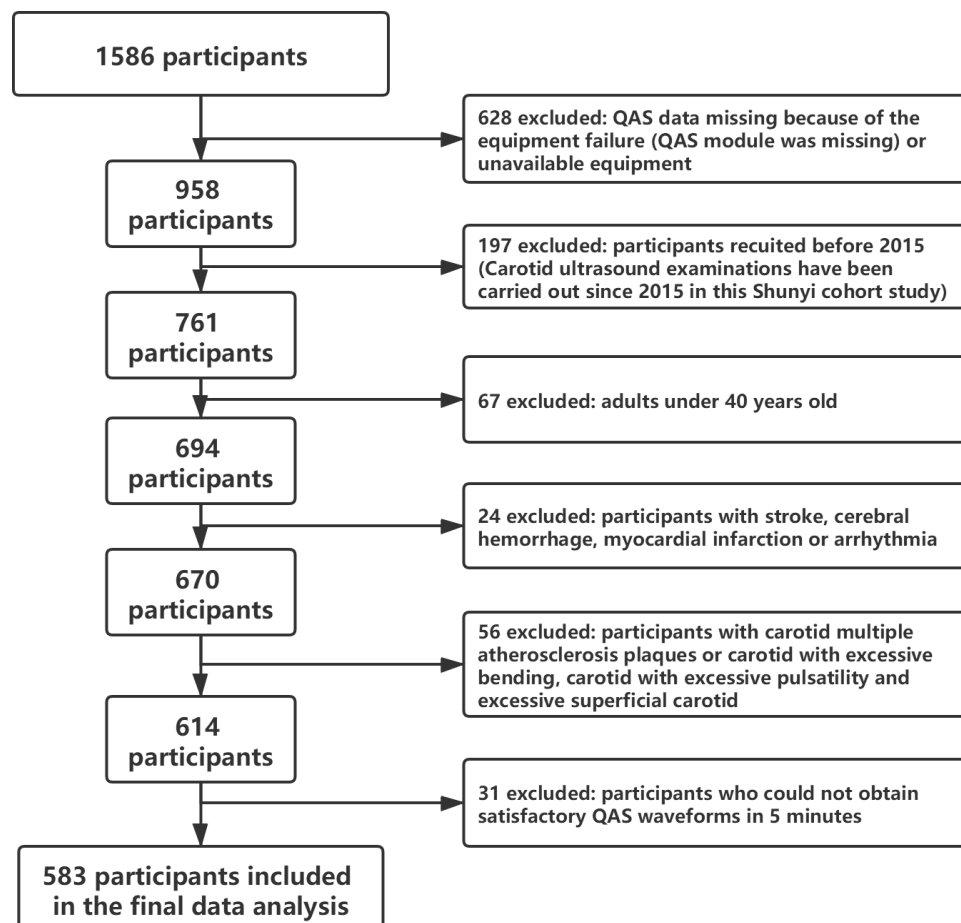 1586 participants
628 excluded: QAS data missing because of the
equipment failure (QAS module was missing) or
unavailable equipment
958
participants
197 excluded: participants recuited before 2015
(Carotid ultrasound examinations have been
carried out since 2015 in this Shunyi cohort study)
761
participants
67 excluded: adults under 40 years old
694
participants
24 excluded: participants with stroke, cerebral
hemorrhage, myocardial infarction or arrhythmia
670
participants
56 excluded: participants with carotid multiple
atherosclerosis plaques or carotid with excessive
bending, carotid with excessive pulsatility and
excessive superficial carotid
614
participants
31 excluded: participants who could not obtain
satisfactory QAS waveforms in 5 minutes
583 participants included
in the final data analysis